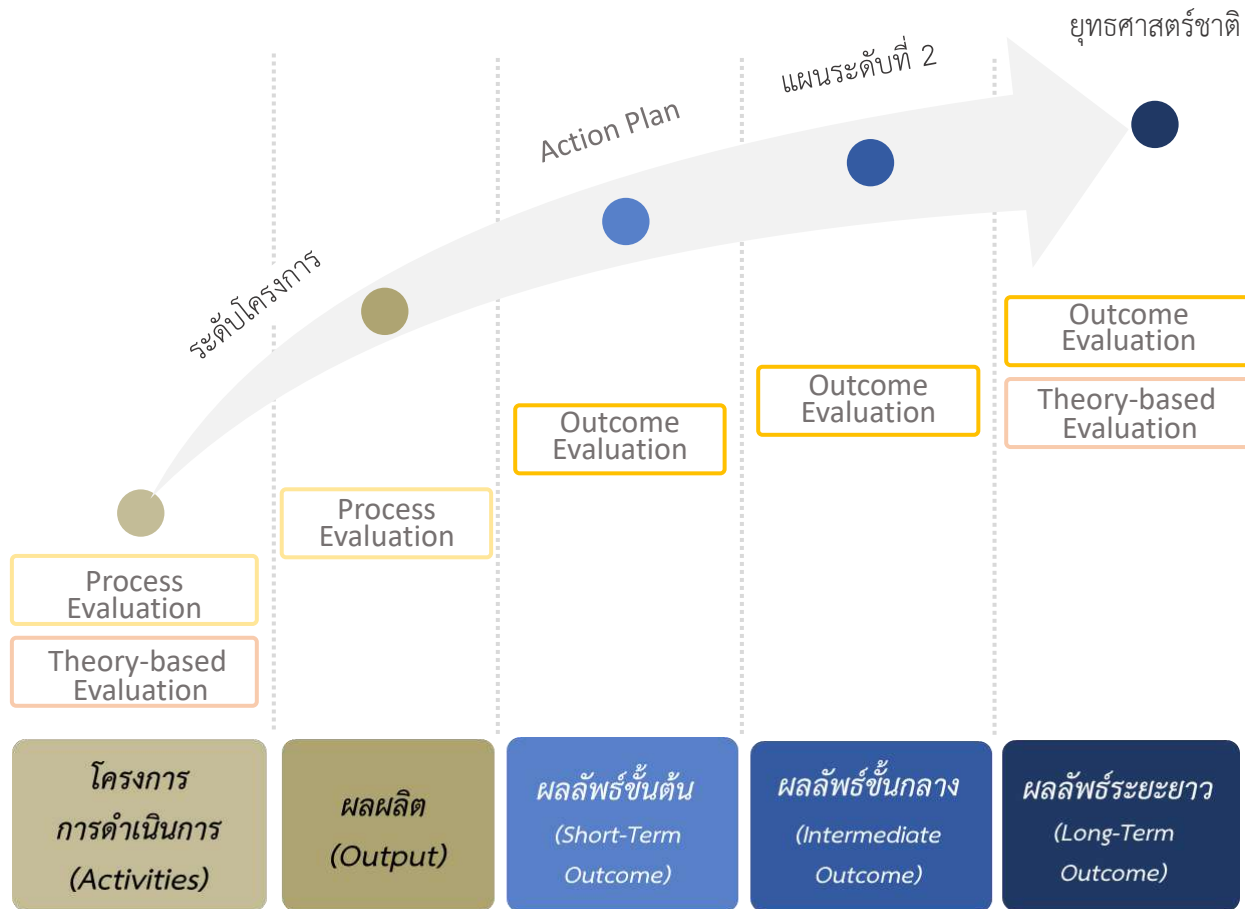 ยุทธศาสตร์ชาติ
แผนระดับที่ 2
Action Plan
ระดับโครงการ
Outcome
Evaluation
Theory-based
Evaluation
Outcome
Evaluation
Outcome
Evaluation
Process
Evaluation
Process
Evaluation
Theory-based
Evaluation
โครงการ
การดำเนินการ
(Activities)
ผลผลิต
(Output)
ผลลัพธ์ขั้นต้น
(Short-Term
Outcome)
ผลลัพธ์ขั้นกลาง
(Intermediate
Outcome)
ผลลัพธ์ระยะยาว
(Long-Term
Outcome)